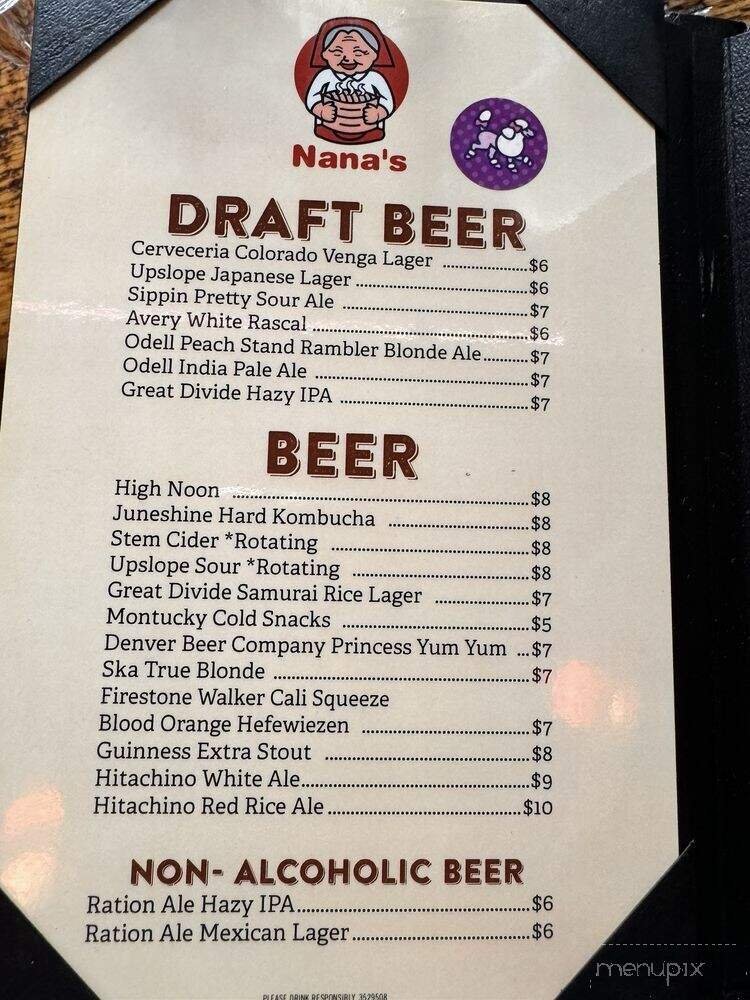 Nana's
DRAFT BEER
Cerveceria Colorado Venga Lager ....................$6
Upslope Japanese Lager ........................................$6
Sippin Pretty Sour Ale ............................................$7
Avery White Rascal ..................................................$6
Odell Peach Stand Rambler Blonde Ale..........$7
Odell India Pale Ale ................................................$7
Great Divide Hazy IPA ..........................................$7
BEER
High Noon ....................................................................$8
Juneshine Hard Kombucha ................................$8
Stem Cider *Rotating ............................................$8
Upslope Sour *Rotating ........................................$8
Great Divide Samurai Rice Lager ......................$7
Montucky Cold Snacks ..........................................$5
Denver Beer Company Princess Yum Yum ...$7
Ska True Blonde ........................................................$7
Firestone Walker Cali Squeeze
Blood Orange Hefewiezen ....................................$7
Guinness Extra Stout ..............................................$8
Hitachino White Ale..................................................$9
Hitachino Red Rice Ale............................................$10
NON- ALCOHOLIC BEER
Ration Ale Hazy IPA..................................................$6
Ration Ale Mexican Lager........................................$6
PLEASE DRINK RESPONSIBLY 3529508
menupix